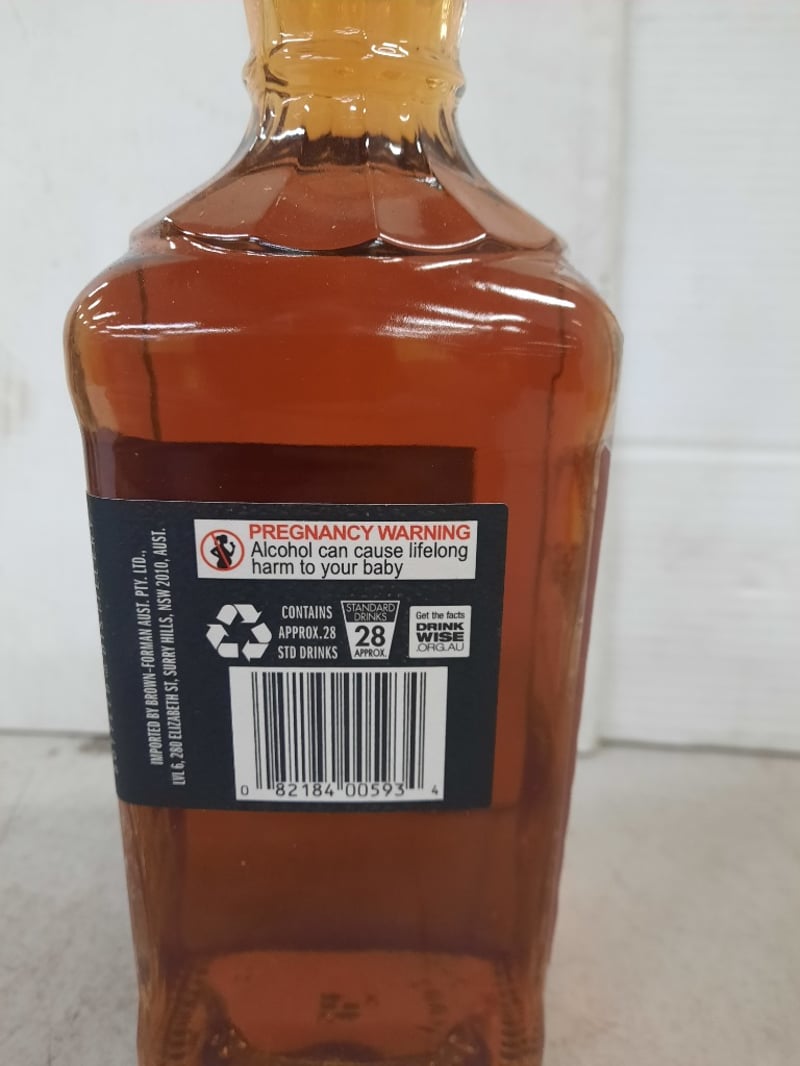 PREGNANCY WARNING
Alcohol can cause lifelong
harm to your baby
CONTAINS
APPROX.28
STD DRINKS
STANDARD
DRINKS
28
APPROX.
Get the facts
DRINK
WISE
.ORG.AU
0 82184 00593 4
IMPORTED BY BROWN-FORMAN AUST. PTY. LTD.,
LVL 6, 280 ELIZABETH ST, SURRY HILLS, NSW 2010, AUST.